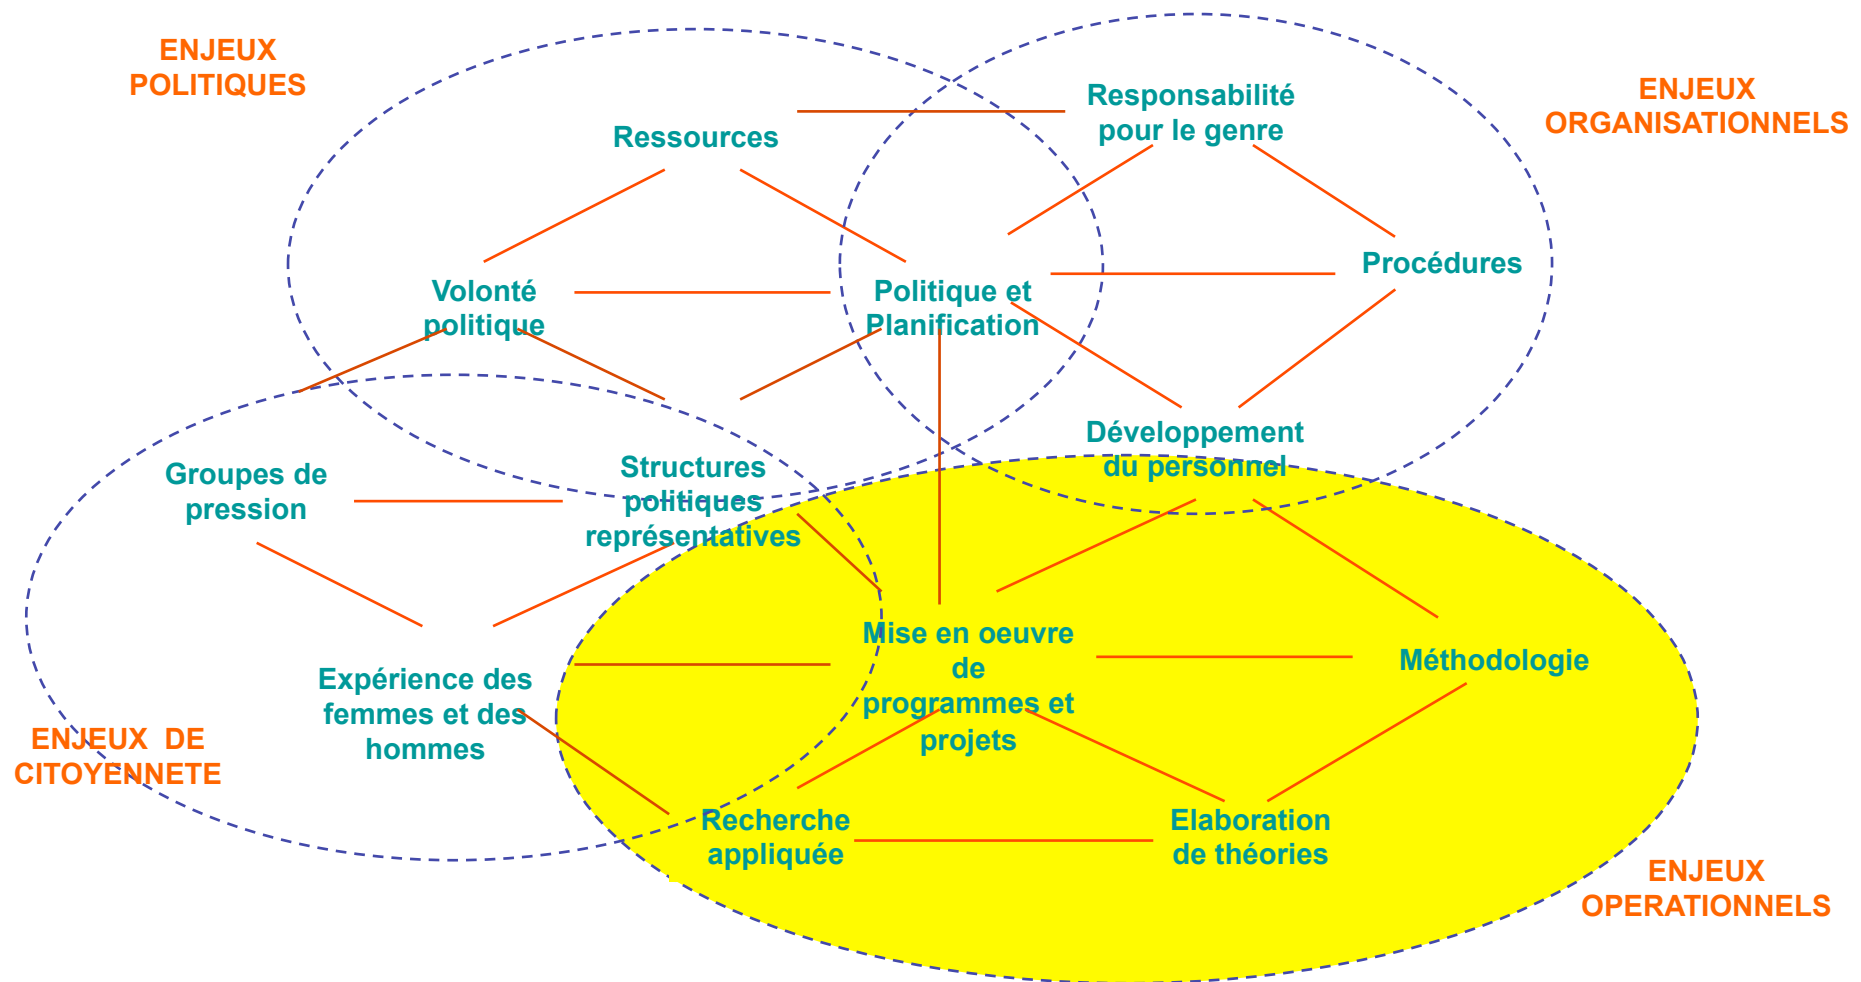 ENJEUX
POLITIQUES
ENJEUX
ORGANISATIONNELS
Ressources
Responsabilité
pour le genre
Volonté
politique
Politique et
Planification
Procédures
Groupes de
pression
Structures
politiques
représentatives
Développement
du personnel
Expérience des
femmes et des
hommes
Mise en oeuvre
de
programmes et
projets
Méthodologie
ENJEUX  DE
CITOYENNETE
Recherche
appliquée
Elaboration
de théories
ENJEUX
OPERATIONNELS